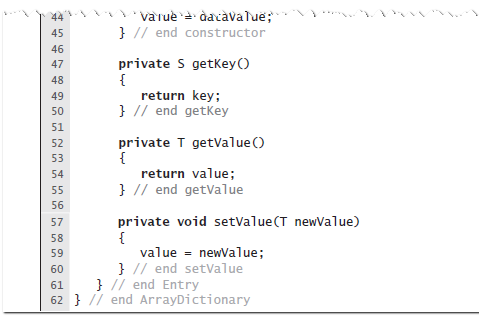 44 value = dataValue;
45 } // end constructor
46
47 private S getKey()
48 {
49 return key;
50 } // end getKey
51
52 private T getValue()
53 {
54 return value;
55 } // end getValue
56
57 private void setValue(T newValue)
58 {
59 value = newValue;
60 } // end setValue
61 } // end Entry
62 } // end ArrayDictionary